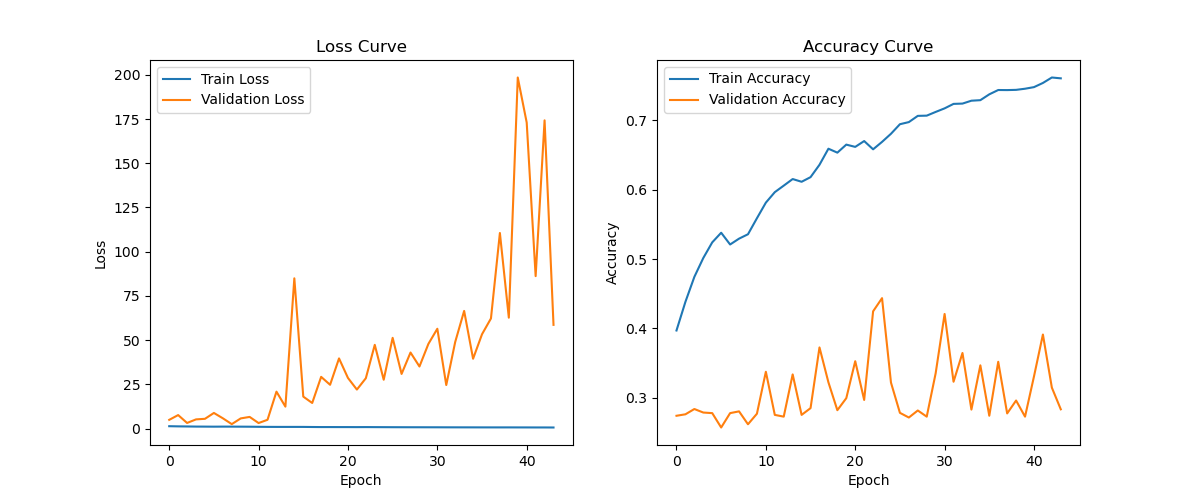 Loss Curve
Train Loss
Validation Loss
200
175
150
125
100
75
50
25
0
0 10 20 30 40
Epoch
Loss
Accuracy Curve
Train Accuracy
Validation Accuracy
0.7
0.6
0.5
0.4
0.3
0 10 20 30 40
Epoch
Accuracy